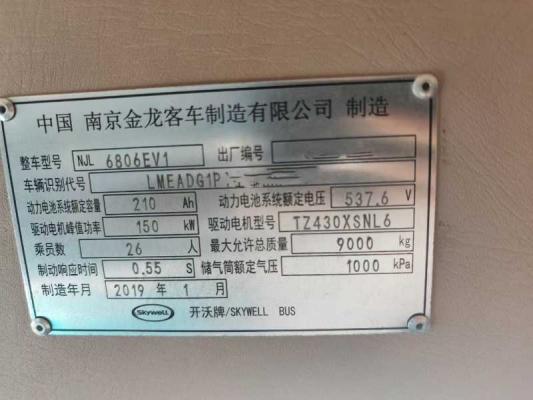 中国 南京金龙客车制造有限公司 制造
整车型号 NJL 6806EV1 出厂编号
车辆识别代号 LMEADG1P
动力电池系统额定容量 210 Ah 动力电池系统额定电压 537.6 V
驱动电机峰值功率 150 kW 驱动电机型号 TZ430XSNL6
乘员数 26 人 最大允许总质量 9000 kg
制动响应时间 0.55 S 储气筒额定气压 1000 kPa
制造年月 2019 年 1 月
Skywell 开沃牌/SKYWELL BUS